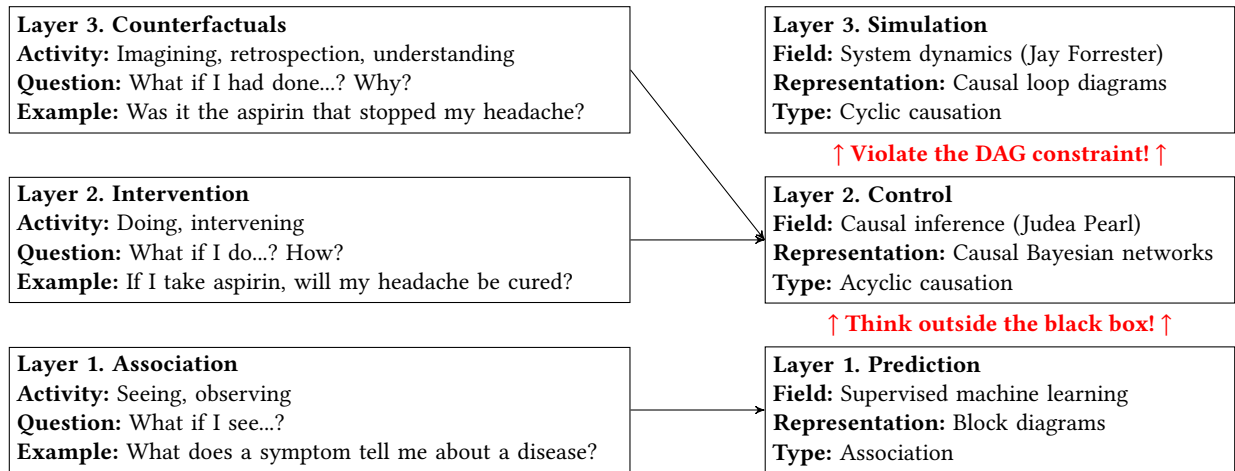 Layer 3. Counterfactuals
Activity: Imagining, retrospection, understanding
Question: What if I had done...? Why?
Example: Was it the aspirin that stopped my headache?
Layer 2. Intervention
Activity: Doing, intervening
Question: What if I do...? How?
Example: If I take aspirin, will my headache be cured?
Layer 1. Association
Activity: Seeing, observing
Question: What if I see...?
Example: What does a symptom tell me about a disease?
Layer 3. Simulation
Field: System dynamics (Jay Forrester)
Representation: Causal loop diagrams
Type: Cyclic causation
↑ Violate the DAG constraint! ↑
Layer 2. Control
Field: Causal inference (Judea Pearl)
Representation: Causal Bayesian networks
Type: Acyclic causation
↑ Think outside the black box! ↑
Layer 1. Prediction
Field: Supervised machine learning
Representation: Block diagrams
Type: Association